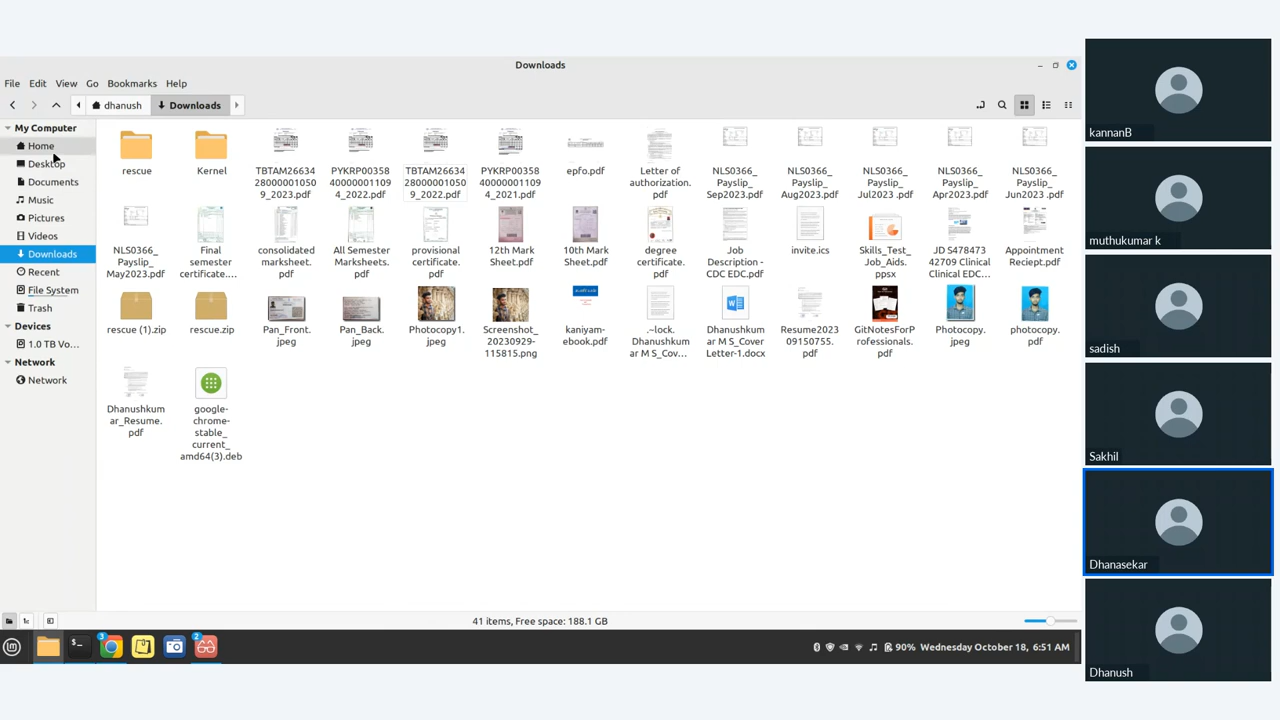 Downloads
File Edit View Go Bookmarks Help
dhanush Downloads
My Computer
Home
Desktop
Documents
Music
Pictures
Videos
Downloads
Recent
File System
Trash
Devices
1.0 TB Vo...
Network
Network
rescue
Kernel
TBTAM26634
28000001050
9_2023.pdf
PYKRP00358
40000001109
4_2022.pdf
TBTAM26634
28000001050
9_2022.pdf
PYKRP00358
40000001109
4_2021.pdf
epfo.pdf
Letter of
authorization.
pdf
NLS0366_
Payslip_
Sep2023.pdf
NLS0366_
Payslip_
Aug2023.pdf
NLS0366_
Payslip_
Jul2023 .pdf
NLS0366_
Payslip_
Apr2023.pdf
NLS0366_
Payslip_
Jun2023 .pdf
NLS0366_
Payslip_
May2023.pdf
Final
semester
certificate....
consolidated
marksheet.
pdf
All Semester
Marksheets.
pdf
provisional
certificate.
pdf
12th Mark
Sheet.pdf
10th Mark
Sheet.pdf
degree
certificate.
pdf
Job
Description -
CDC EDC.pdf
invite.ics
Skills_Test_
Job_Aids.
ppsx
JD S478473
42709 Clinical
Clinical EDC...
Appointment
Reciept.pdf
rescue (1).zip
rescue.zip
Pan_Front.
jpeg
Pan_Back.
jpeg
Photocopy1.
jpeg
Screenshot_
20230929-
115815.png
kaniyam-
ebook.pdf
.~lock.
Dhanushkum
ar M S_Cov...
Dhanushkum
ar M S_Cover
Letter-1.docx
Resume2023
09150755.
pdf
GitNotesForP
rofessionals.
pdf
Photocopy.
jpeg
photocopy.
pdf
Dhanushkum
ar_Resume.
pdf
google-
chrome-
stable_
current_
amd64(3).deb
41 items, Free space: 188.1 GB
3
2
90% Wednesday October 18, 6:51 AM
kannanB
muthukumar k
sadish
Sakhil
Dhanasekar
Dhanush